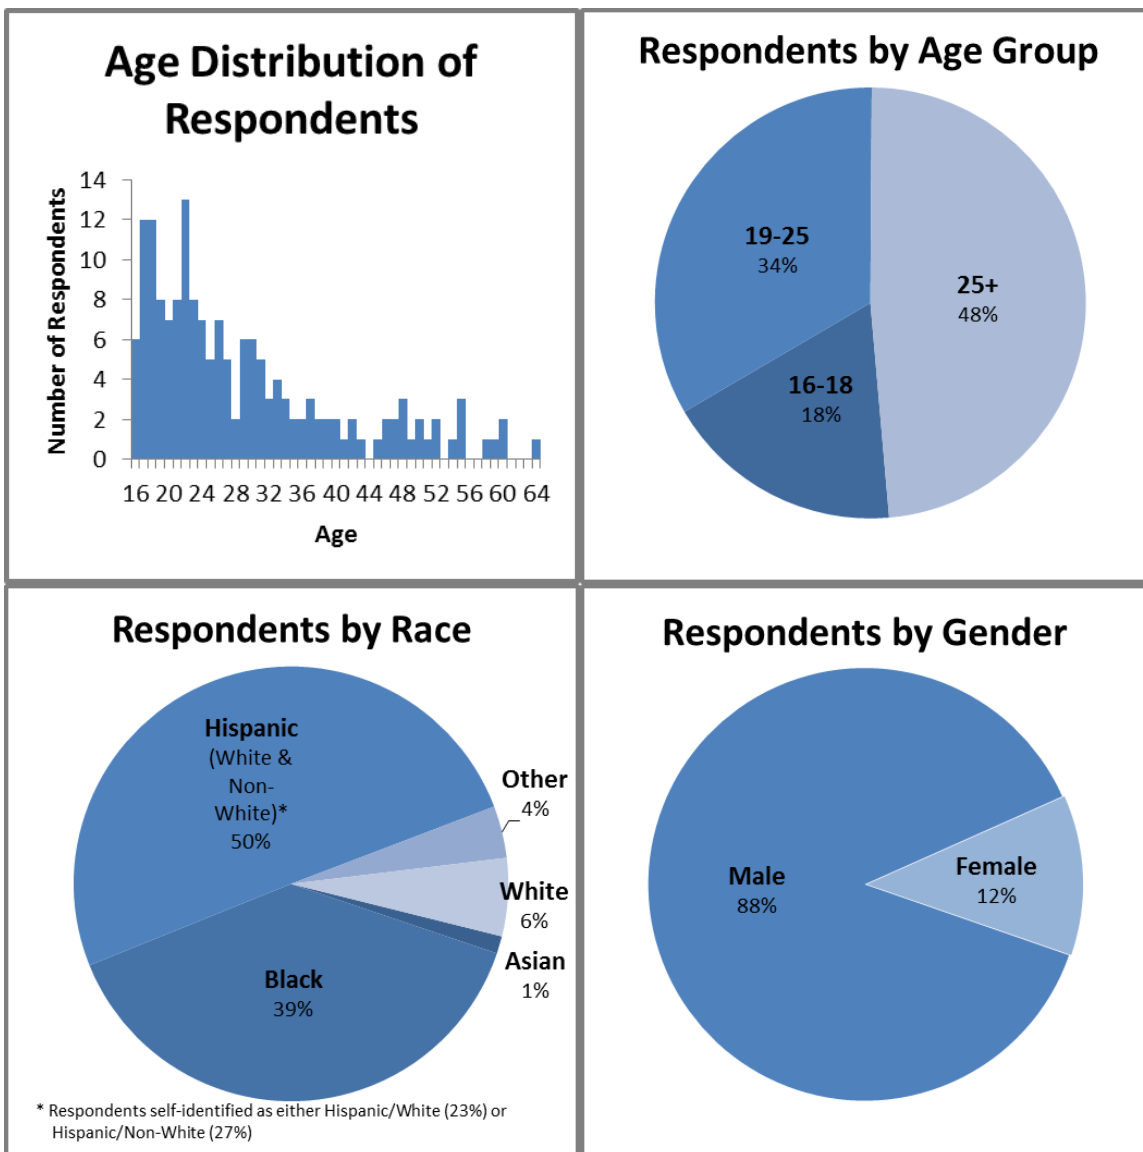 Age Distribution of
Respondents
Number of Respondents
14
12
10
8
6
4
2
0
16 20 24 28 32 36 40 44 48 52 56 60 64
Age
Respondents by Age Group
19-25
34%
25+
48%
16-18
18%
Respondents by Race
Hispanic
(White &
Non-
White)*
50%
Other
4%
White
6%
Asian
1%
Black
39%
* Respondents self-identified as either Hispanic/White (23%) or
Hispanic/Non-White (27%)
Respondents by Gender
Male
88%
Female
12%